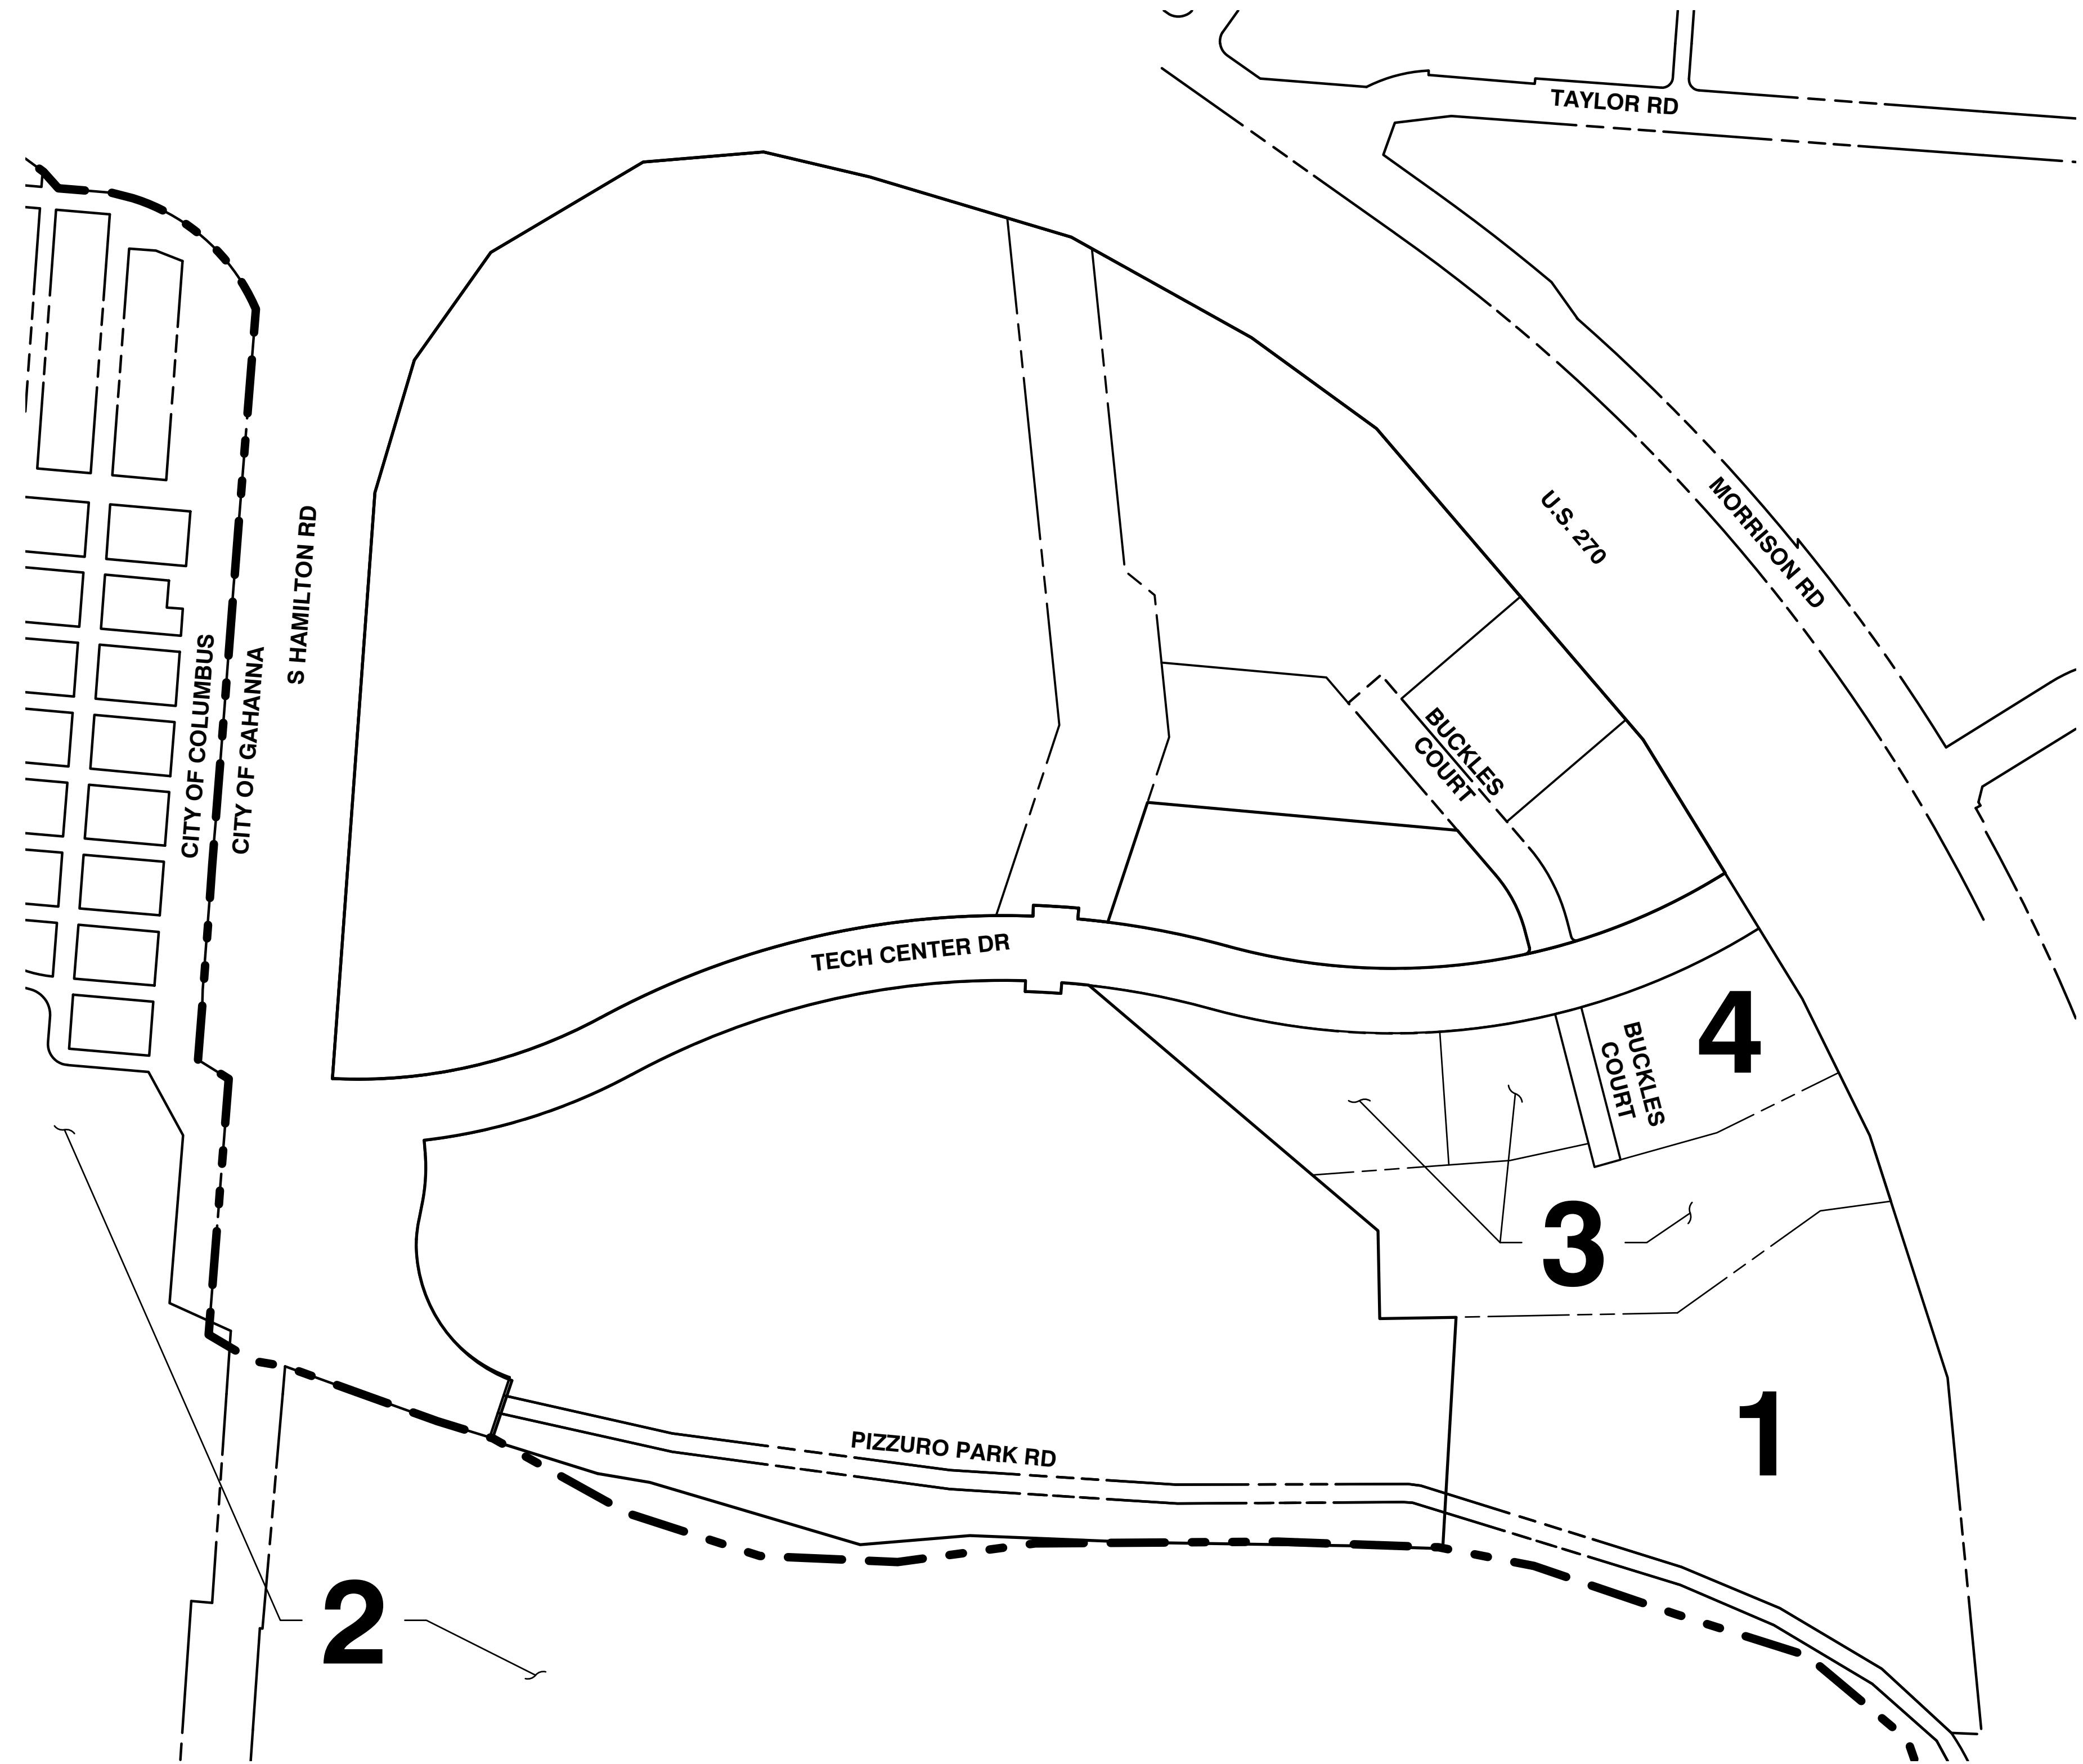 TAYLOR RD
U.S. 270
MORRISON RD
S HAMILTON RD
CITY OF COLUMBUS
CITY OF GAHANNA
BUCKLES
COURT
TECH CENTER DR
4
BUCKLES
COURT
3
1
PIZZURO PARK RD
2